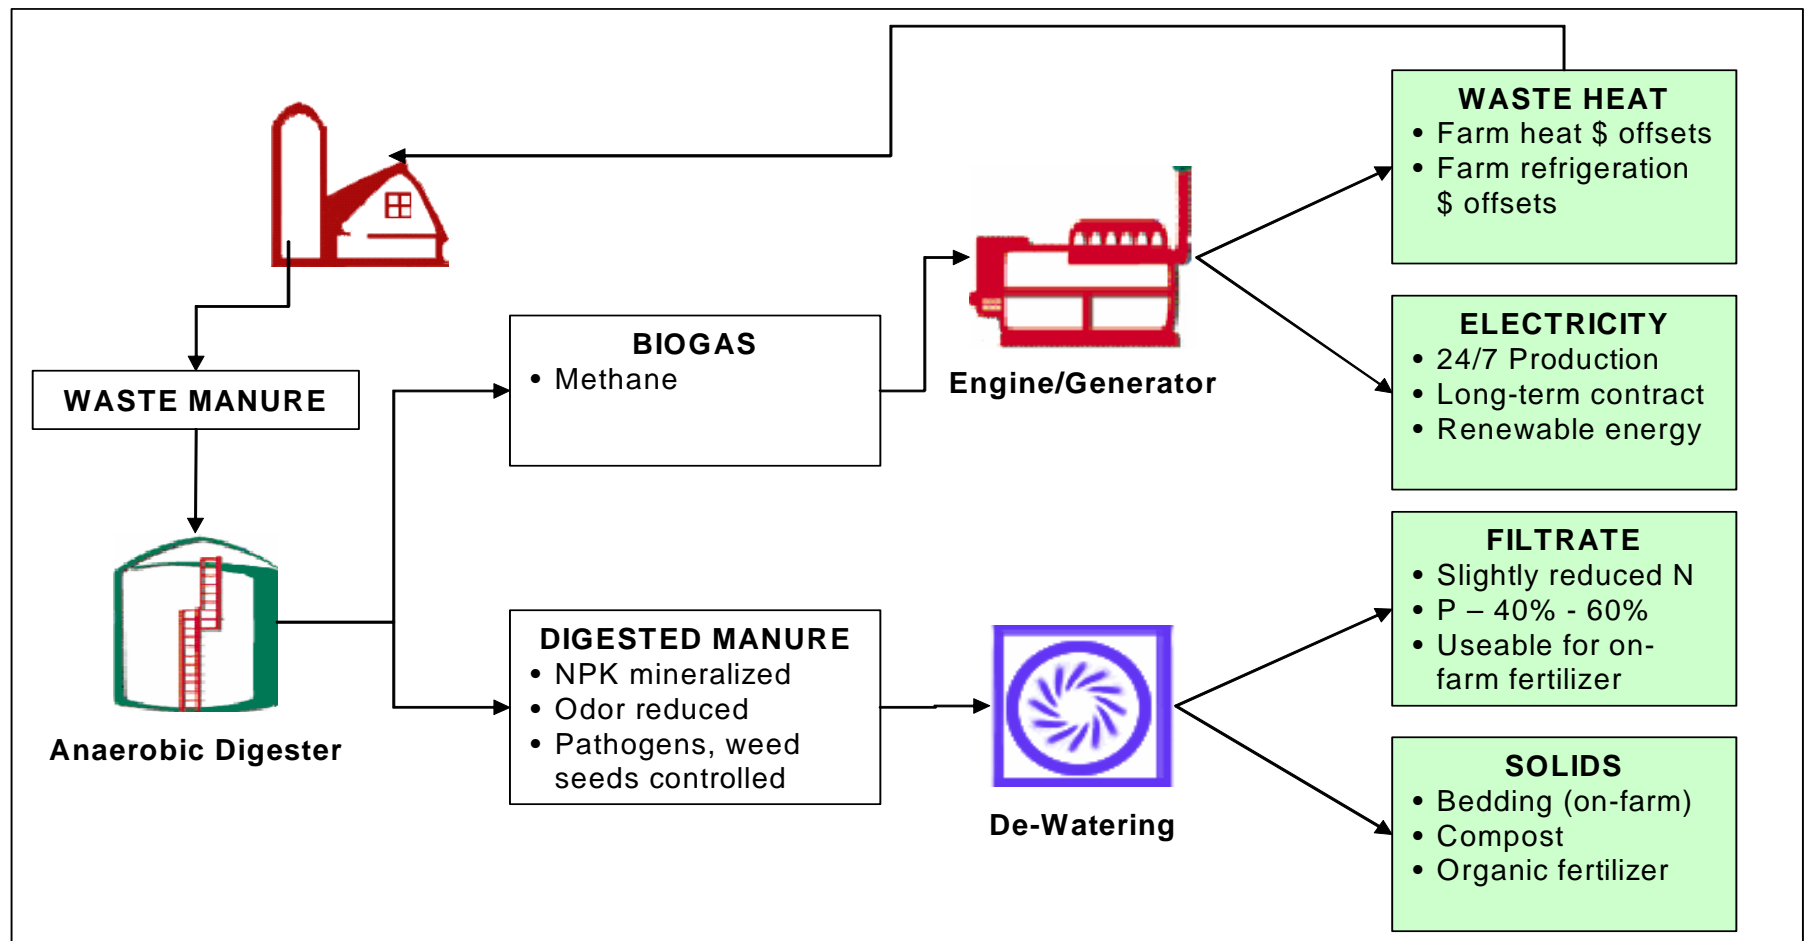 WASTE HEAT
• Farm heat $ offsets
• Farm refrigeration
$ offsets
BIOGAS
• Methane
Engine/Generator
ELECTRICITY
• 24/7 Production
• Long-term contract
• Renewable energy
WASTE MANURE
Anaerobic Digester
DIGESTED MANURE
• NPK mineralized
• Odor reduced
• Pathogens, weed
seeds controlled
De-Watering
FILTRATE
• Slightly reduced N
• P – 40% - 60%
• Useable for on-
farm fertilizer
SOLIDS
• Bedding (on-farm)
• Compost
• Organic fertilizer